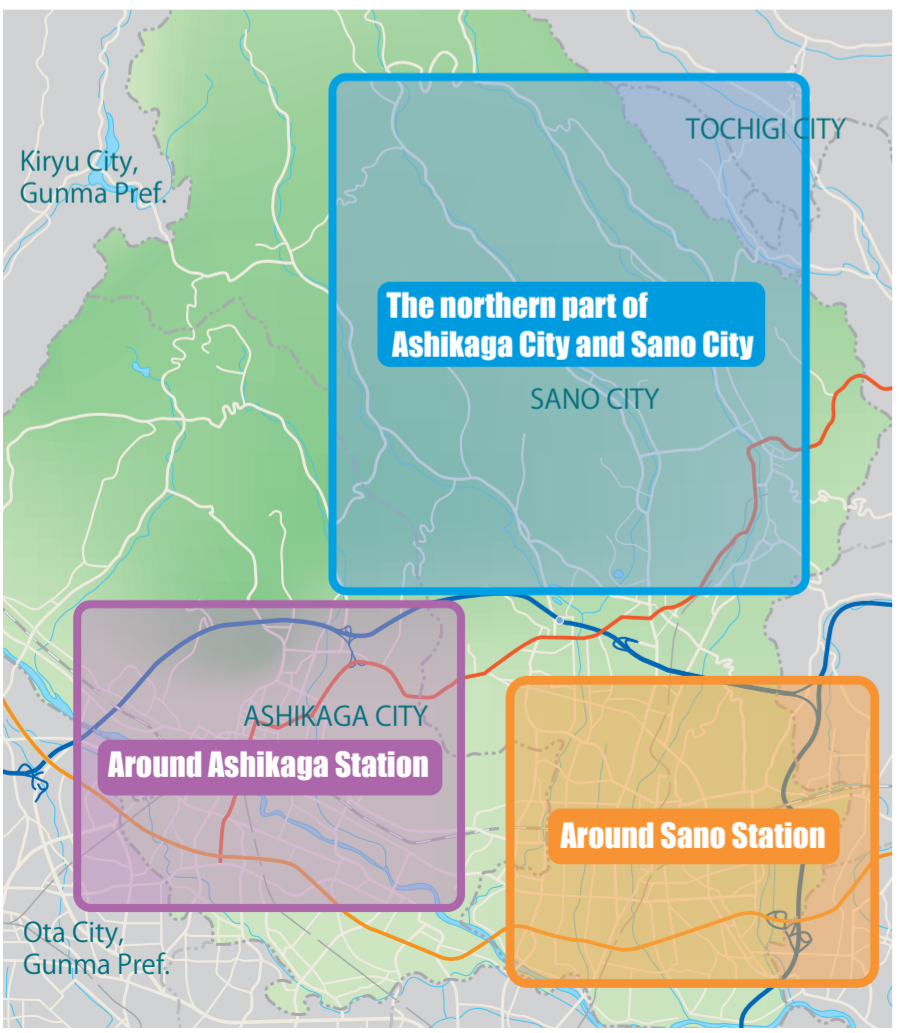 TOCHIGI CITY
Kiryu City,
Gunma Pref.
The northern part of
Ashikaga City and Sano City
SANO CITY
ASHIKAGA CITY
Around Ashikaga Station
Around Sano Station
Ota City,
Gunma Pref.